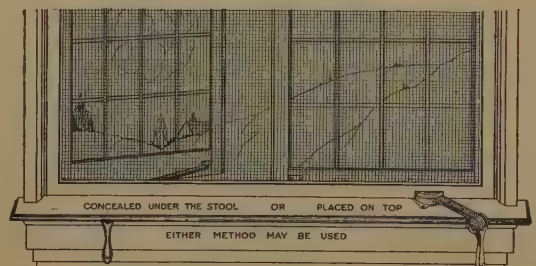 CONCEALED UNDER THE STOOL OR PLACED ON TOP
EITHER METHOD MAY BE USED